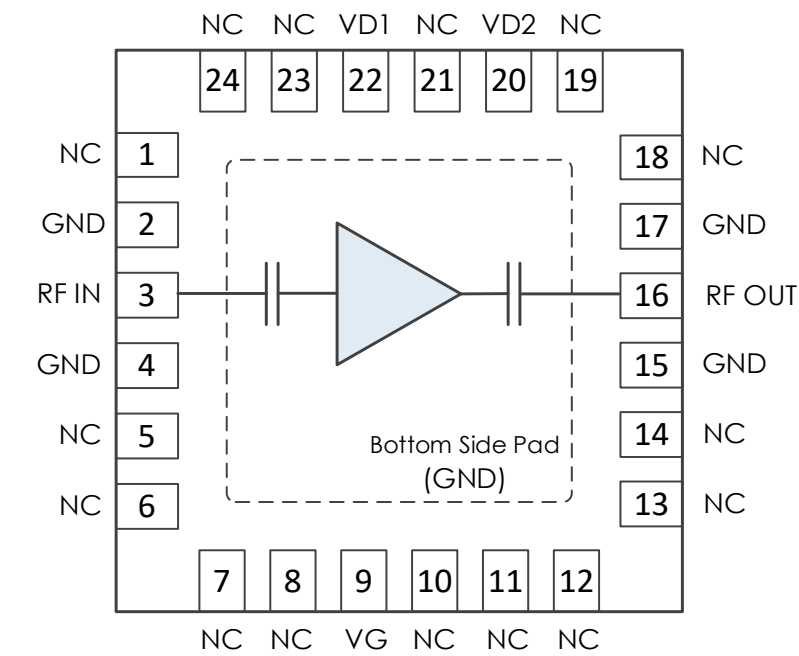 NC NC VD1 NC VD2 NC
24 23 22 21 20 19
NC 1 18 NC
GND 2 17 GND
RF IN 3 16 RF OUT
GND 4 15 GND
NC 5 14 NC
Bottom Side Pad
(GND)
NC 6 13 NC
7 8 9 10 11 12
NC NC VG NC NC NC